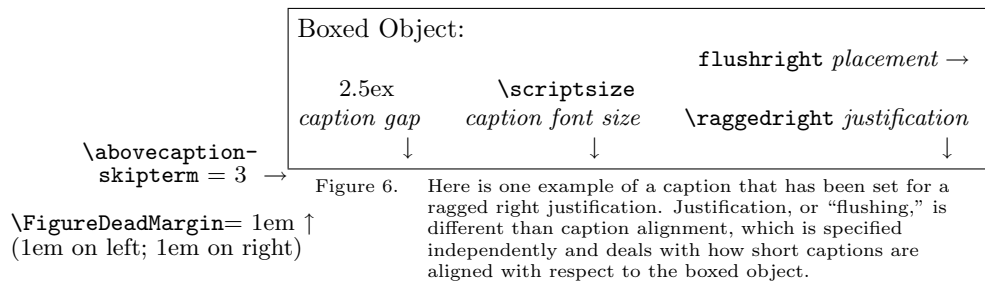 Boxed Object:
flushright placement →
2.5ex \scriptsize
caption gap caption font size \raggedright justification
↓ ↓ ↓
\abovecaption-
skipterm = 3 →
Figure 6. Here is one example of a caption that has been set for a
ragged right justification. Justification, or “flushing,” is
\FigureDeadMargin= 1em ↑
different than caption alignment, which is specified
(1em on left; 1em on right)
independently and deals with how short captions are
aligned with respect to the boxed object.